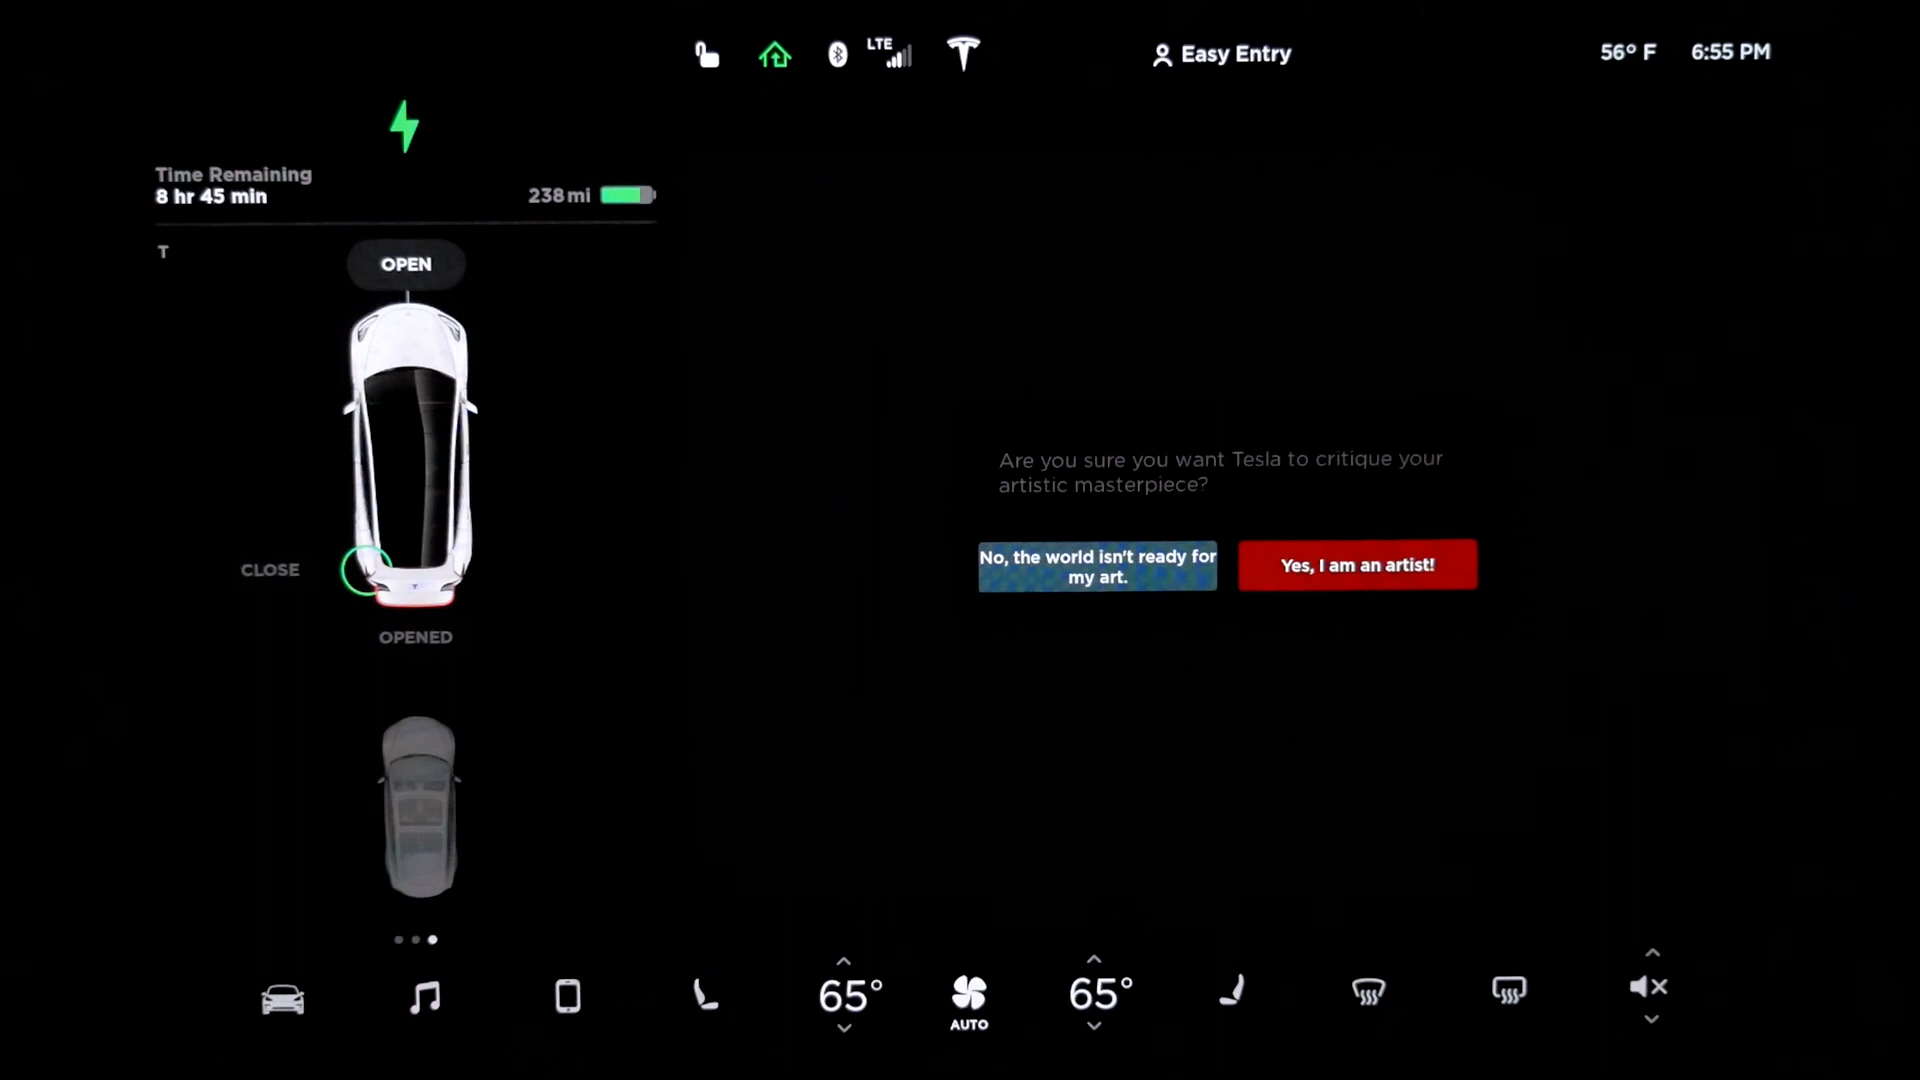 LTE
Easy Entry
56° F
6:55 PM
Time Remaining
8 hr 45 min
238 mi
T
OPEN
Are you sure you want Tesla to critique your
artistic masterpiece?
No, the world isn't ready for
my art.
Yes, I am an artist!
CLOSE
OPENED
65°
AUTO
65°